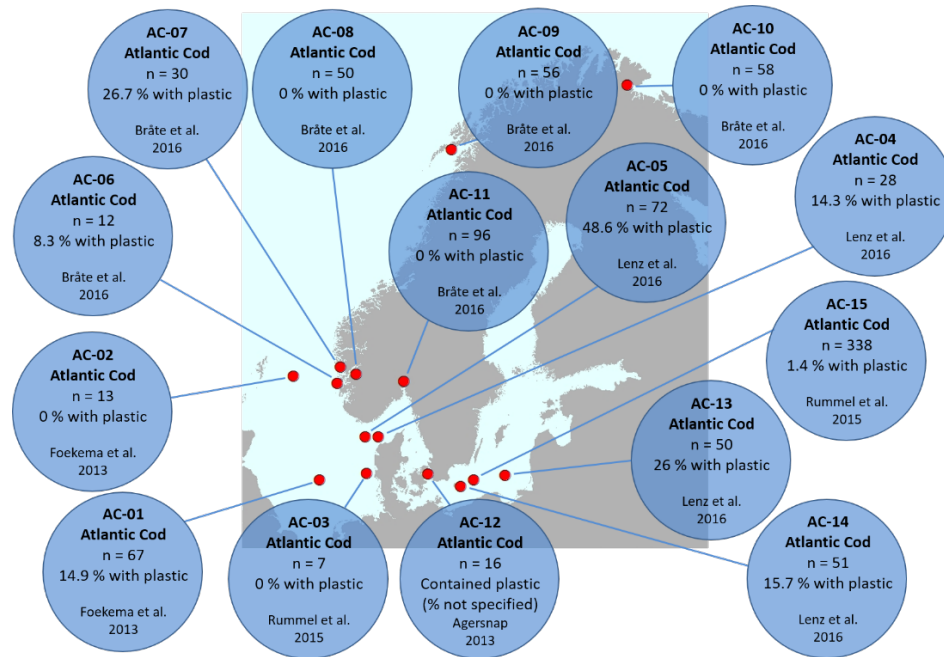 AC-07
Atlantic Cod
n = 30
26.7 % with plastic
Bråte et al.
2016
AC-08
Atlantic Cod
n = 50
0 % with plastic
Bråte et al.
2016
AC-09
Atlantic Cod
n = 56
0 % with plastic
Bråte et al.
2016
AC-10
Atlantic Cod
n = 58
0 % with plastic
Bråte et al.
2016
AC-04
Atlantic Cod
n = 28
14.3 % with plastic
Lenz et al.
2016
AC-06
Atlantic Cod
n = 12
8.3 % with plastic
Bråte et al.
2016
AC-11
Atlantic Cod
n = 96
0 % with plastic
Bråte et al.
2016
AC-05
Atlantic Cod
n = 72
48.6 % with plastic
Lenz et al.
2016
AC-15
Atlantic Cod
n = 338
1.4 % with plastic
Rummel et al.
2015
AC-02
Atlantic Cod
n = 13
0 % with plastic
Foekema et al.
2013
AC-13
Atlantic Cod
n = 50
26 % with plastic
Lenz et al.
2016
AC-01
Atlantic Cod
n = 67
14.9 % with plastic
Foekema et al.
2013
AC-03
Atlantic Cod
n = 7
0 % with plastic
Rummel et al.
2015
AC-12
Atlantic Cod
n = 16
Contained plastic
(% not specified)
Agersnap
2013
AC-14
Atlantic Cod
n = 51
15.7 % with plastic
Lenz et al.
2016